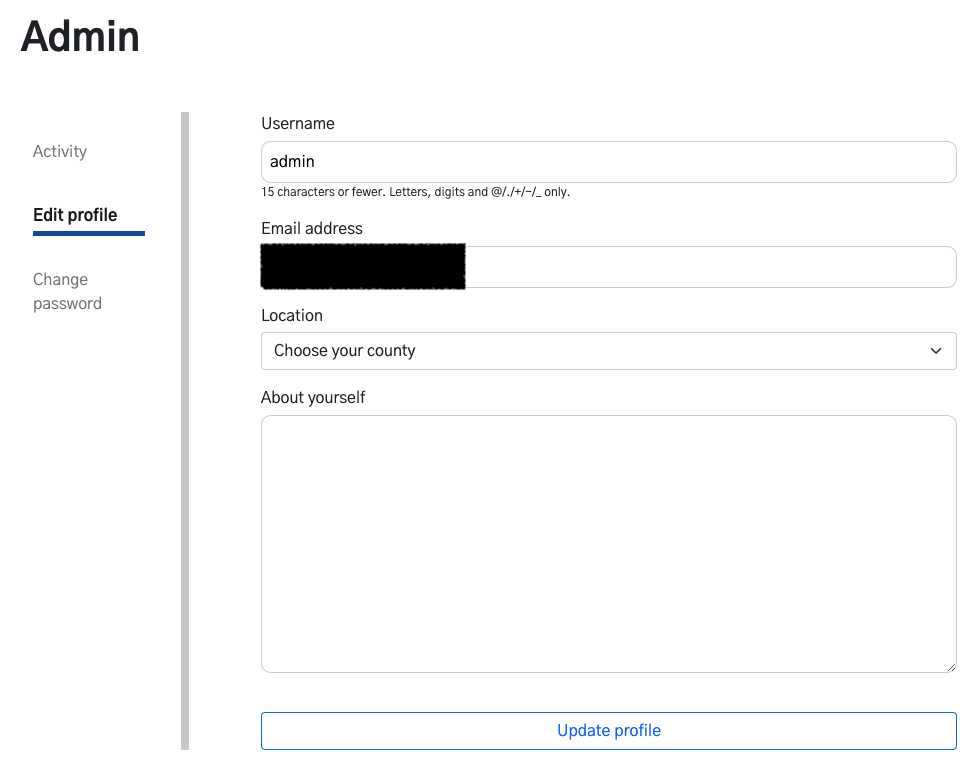 Admin
Activity
Edit profile
Change
password
Username
admin
15 characters or fewer. Letters, digits and @/./+/-/_ only.
Email address
Location
Choose your county
About yourself
Update profile